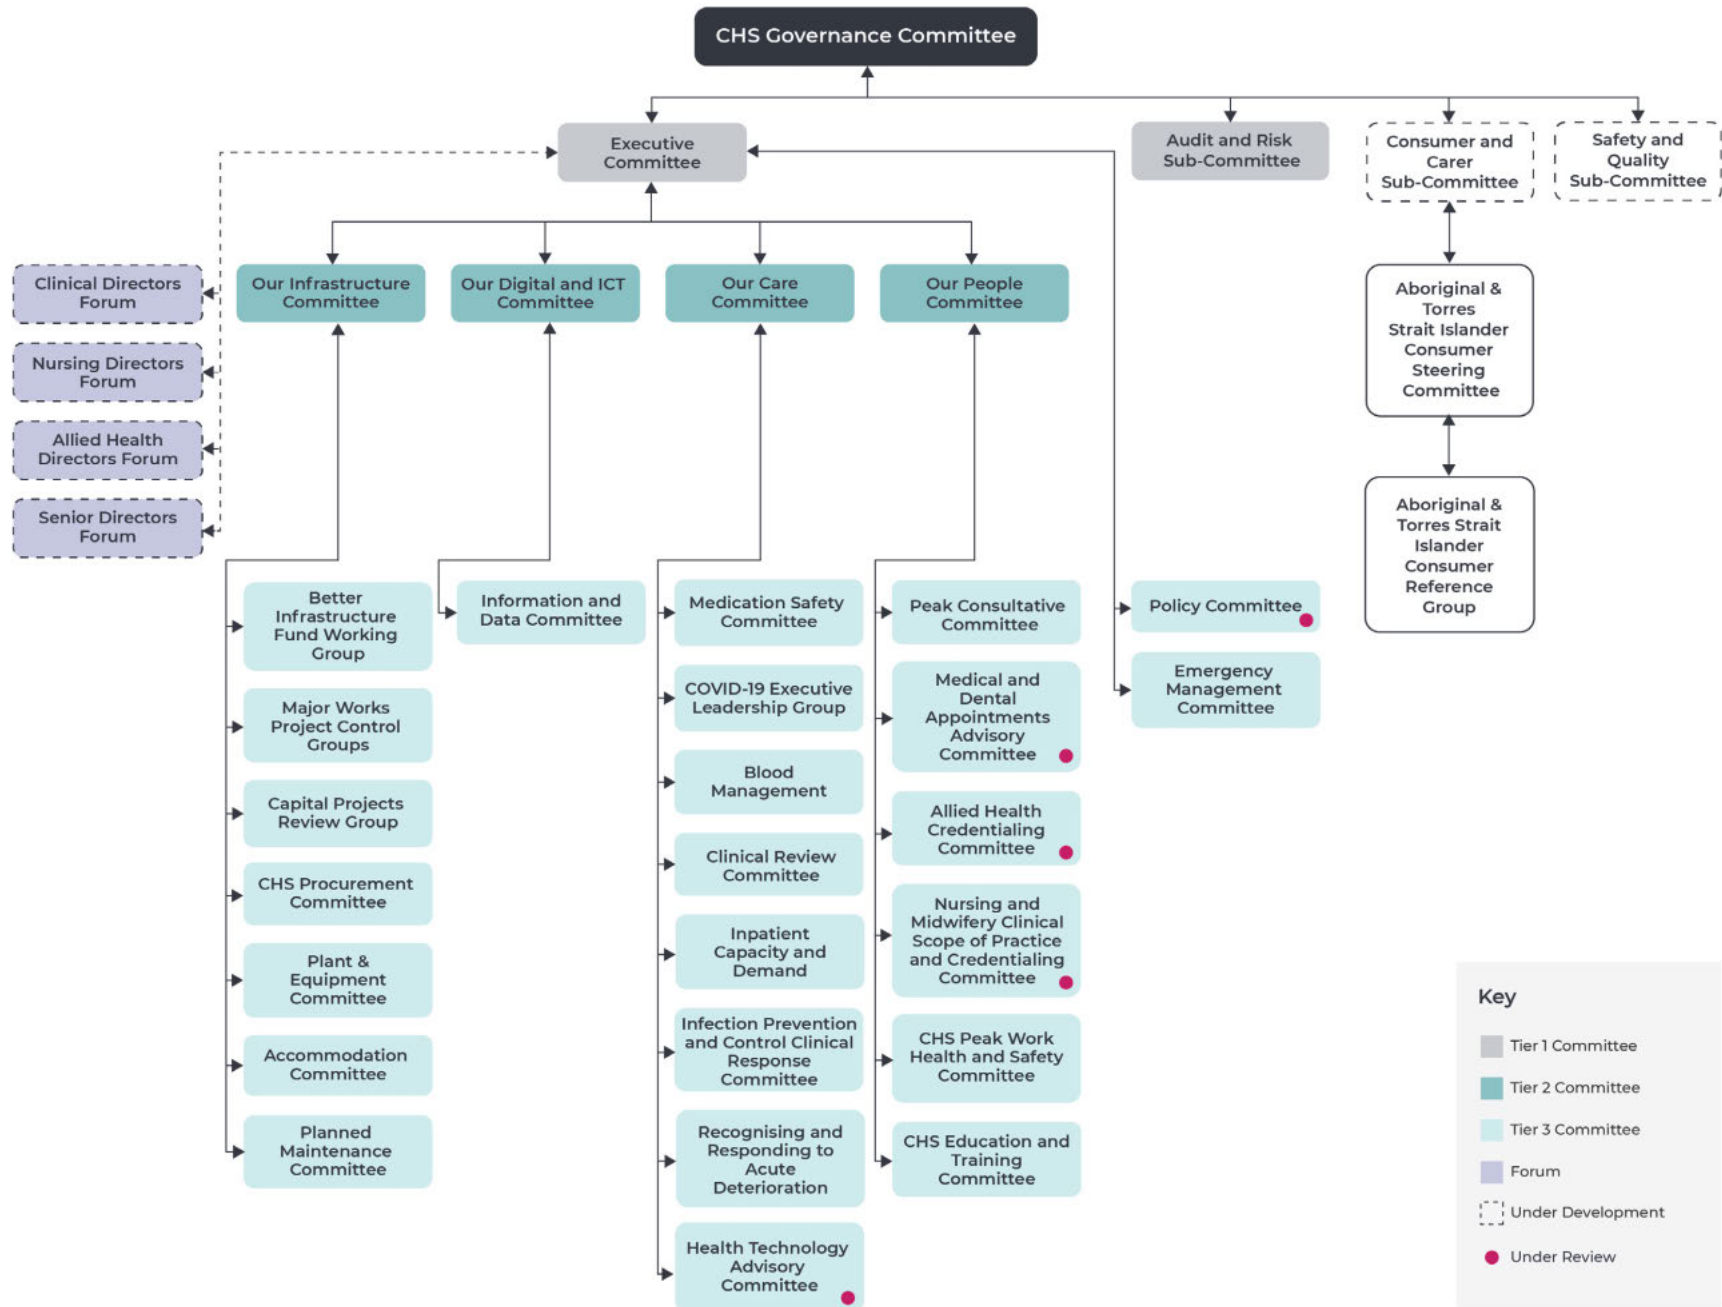 CHS Governance Committee
Executive
Committee
Audit and Risk
Sub-Committee
Consumer and
Carer
Sub-Committee
Safety and
Quality
Sub-Committee
Clinical Directors
Forum
Nursing Directors
Forum
Allied Health
Directors Forum
Senior Directors
Forum
Our Infrastructure
Committee
Our Digital and ICT
Committee
Our Care
Committee
Our People
Committee
Aboriginal &
Torres
Strait Islander
Consumer
Steering
Committee
Aboriginal &
Torres Strait
Islander
Consumer
Reference
Group
Better
Infrastructure
Fund Working
Group
Major Works
Project Control
Groups
Capital Projects
Review Group
CHS Procurement
Committee
Plant &
Equipment
Committee
Accommodation
Committee
Planned
Maintenance
Committee
Information and
Data Committee
Medication Safety
Committee
COVID-19 Executive
Leadership Group
Blood
Management
Clinical Review
Committee
Inpatient
Capacity and
Demand
Infection Prevention
and Control Clinical
Response
Committee
Recognising and
Responding to
Acute
Deterioration
Health Technology
Advisory
Committee
Peak Consultative
Committee
Medical and
Dental
Appointments
Advisory
Committee
Allied Health
Credentialing
Committee
Nursing and
Midwifery Clinical
Scope of Practice
and Credentialing
Committee
CHS Peak Work
Health and Safety
Committee
CHS Education and
Training
Committee
Policy Committee
Emergency
Management
Committee
Key
Tier 1 Committee
Tier 2 Committee
Tier 3 Committee
Forum
Under Development
Under Review